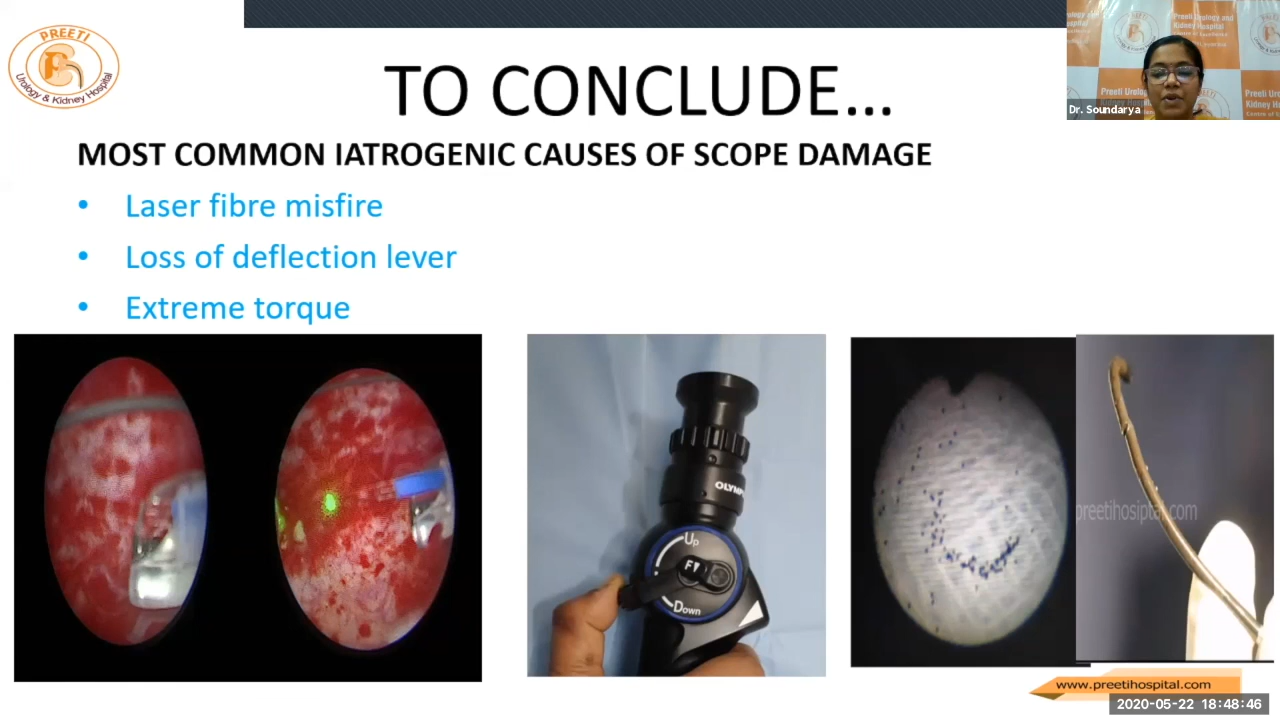 PREETI
Urology & Kidney Hospital
TO CONCLUDE...
MOST COMMON IATROGENIC CAUSES OF SCOPE DAMAGE
• Laser fibre misfire
• Loss of deflection lever
• Extreme torque
Preeti Urology and
Kidney Hospital
Dr. Soundarya
OLYMP
Up
F
Down
preetihosiptal.com
www.preetihospital.com
2020-05-22 18:48:46